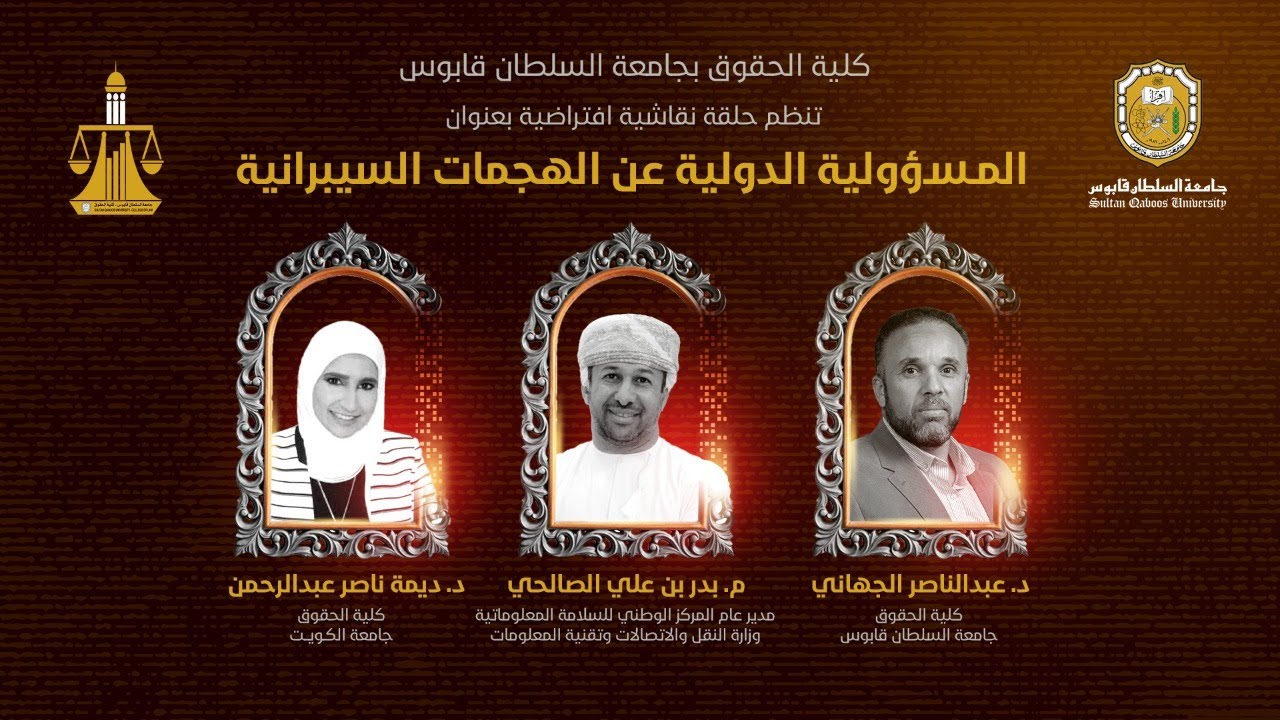 كلية الحقوق بجامعة السلطان قابوس
تنظم حلقة نقاشية افتراضية بعنوان
المسؤولية الدولية عن الهجمات السيبرانية
جامعة السلطان قابوس
Sultan Qaboos University
د. عبدالناصر الجهاني
كلية الحقوق
جامعة السلطان قابوس
م. بدر بن علي الصالحي
مدير عام المركز الوطني للسلامة المعلوماتية
وزارة النقل والاتصالات وتقنية المعلومات
د. ديمة ناصر عبدالرحمن
كلية الحقوق
جامعة الكويت